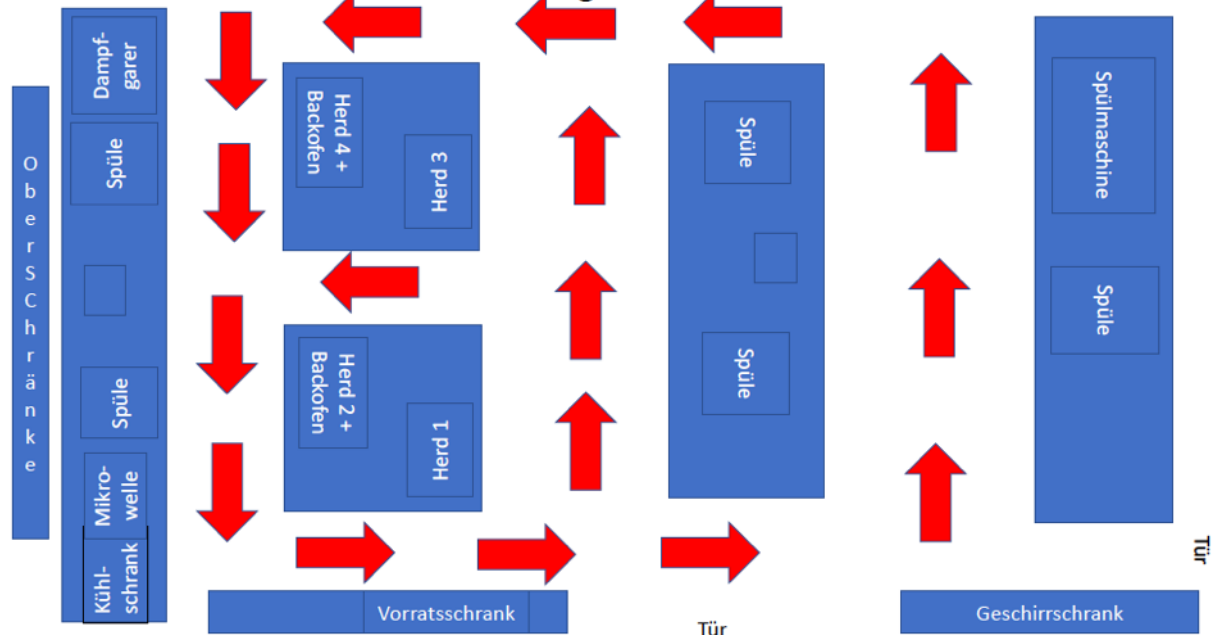 OberSChränke
Dampf-
garer
Spüle
Spüle
Mikro-
welle
Kühl-
schrank
Herd 4 +
Backofen
Herd 3
Herd 2 +
Backofen
Herd 1
Spüle
Spüle
Spülmaschine
Spüle
Tür
Vorratsschrank
Tür
Geschirrschrank